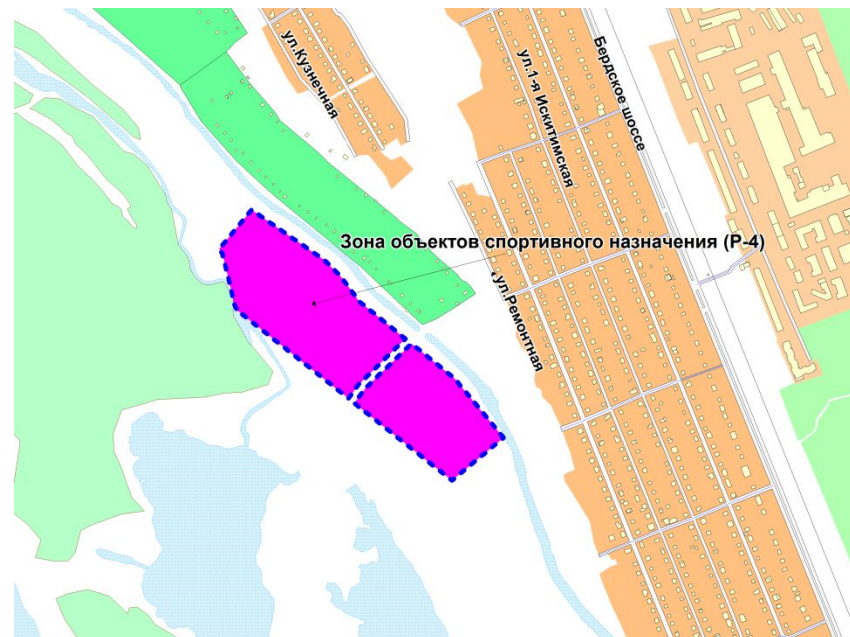 ул.Кузнечная
ул.1-я Искитимская
Бердское шоссе
Зона объектов спортивного назначения (Р-4)
ул.Ремонтная